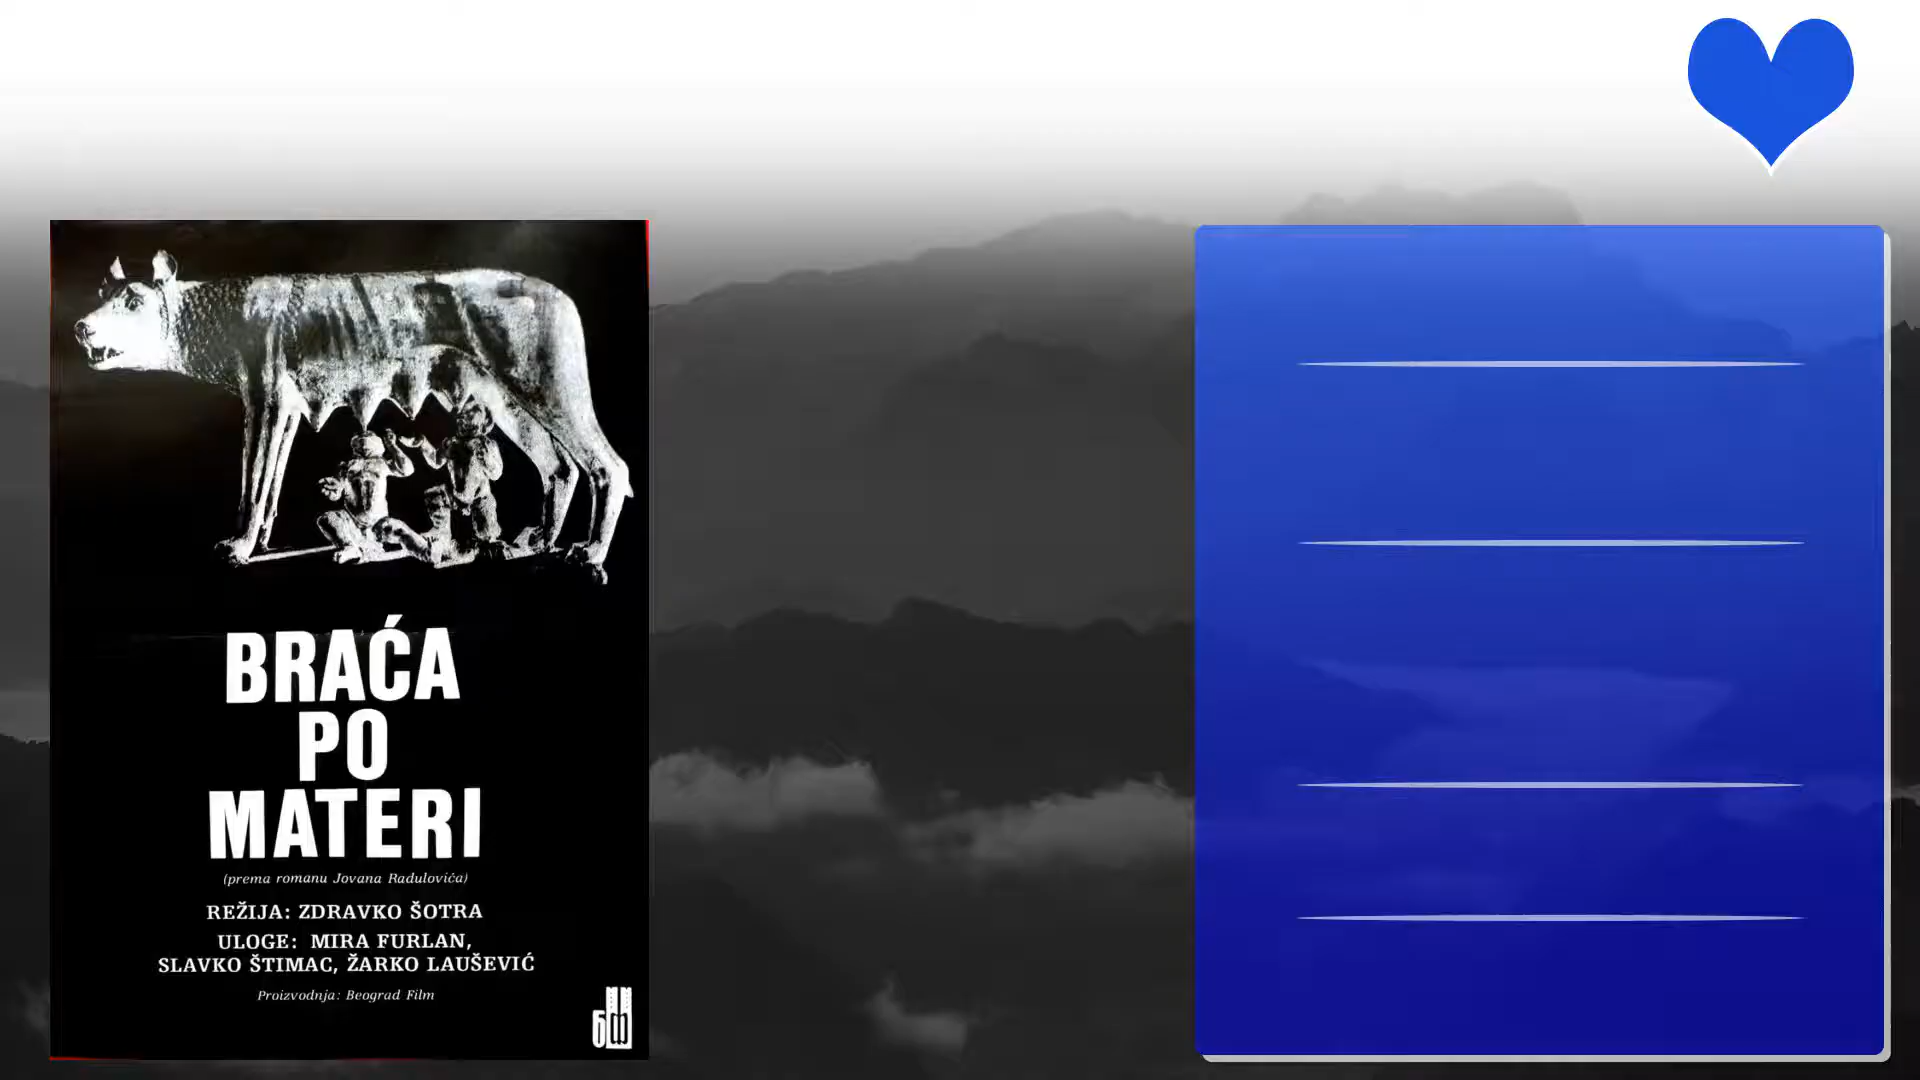 BRAĆA
PO
MATERI
(prema romanu Jovana Radulovića)
REŽIJA: ZDRAVKO ŠOTRA
ULOGE: MIRA FURLAN,
SLAVKO ŠTIMAC, ŽARKO LAUŠEVIĆ
Proizvodnja: Beograd Film